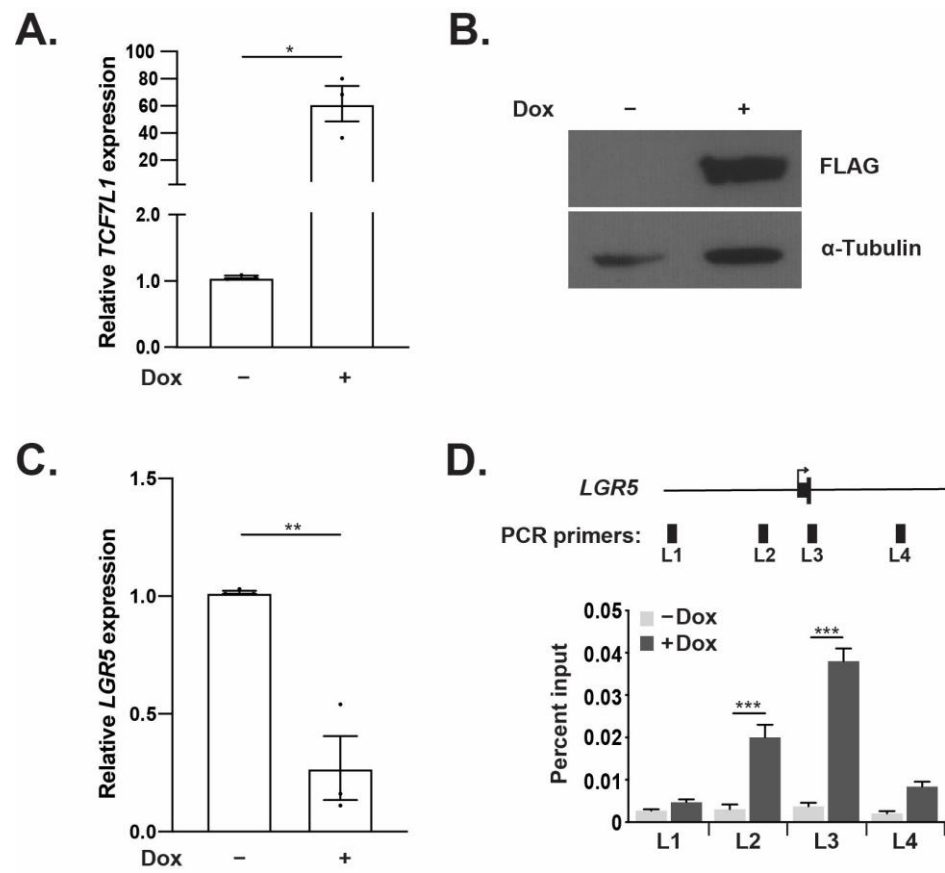 A.
Relative TCF7L1 expression
*
100
80
60
40
20
2.0
1.0
0.0
Dox − +
B.
Dox − +
FLAG
α-Tubulin
C.
Relative LGR5 expression
**
1.5
1.0
0.5
0.0
Dox − +
D.
LGR5
PCR primers:
L1 L2 L3 L4
Percent input
−Dox
+Dox
*** ***
0.05
0.04
0.03
0.02
0.01
0
L1 L2 L3 L4